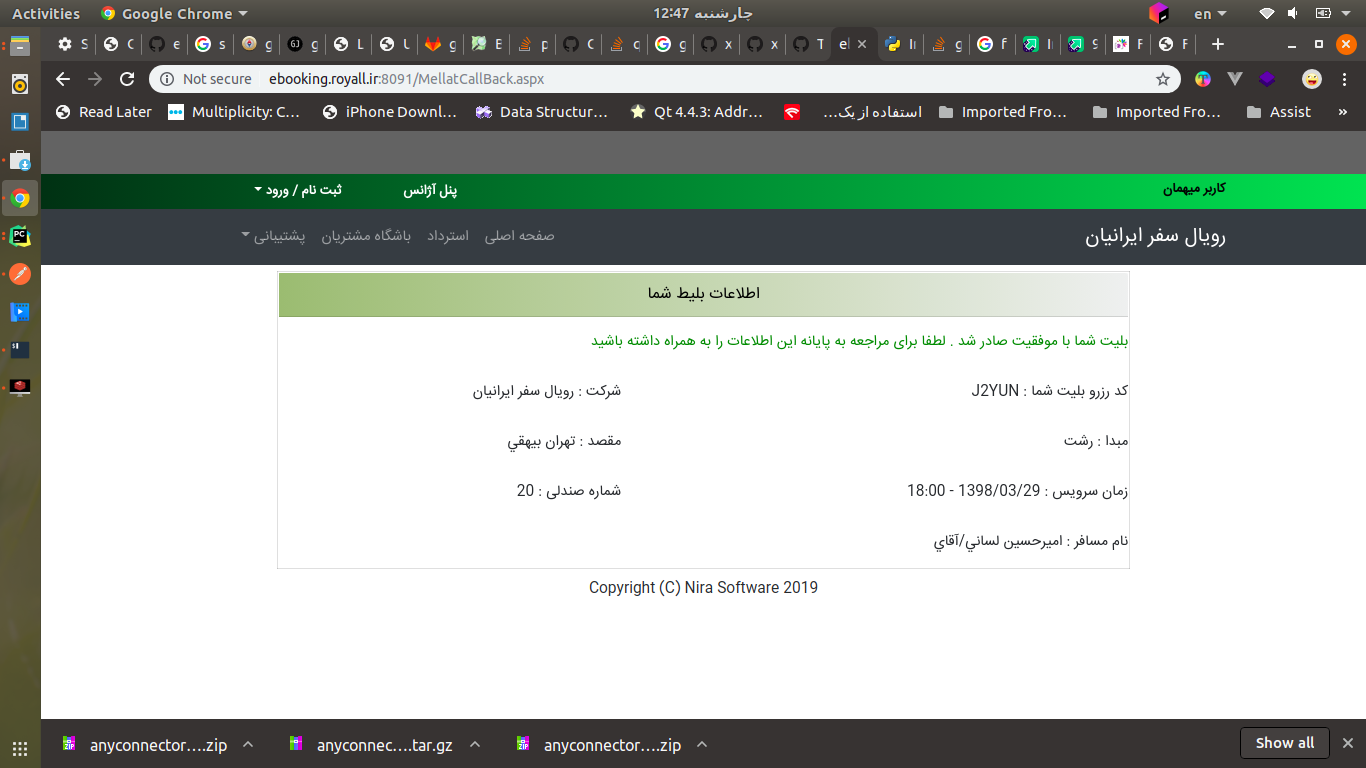 Activities Google Chrome چارشنبه 12:47 en
Not secure ebooking.royall.ir:8091/MellatCallBack.aspx
Read Later Multiplicity: C... iPhone Downl... Data Structur... Qt 4.4.3: Addr... استفاده از یک... Imported Fro... Imported Fro... Assist »
کاربر میهمان پنل آژانس ثبت نام / ورود
رویال سفر ایرانیان صفحه اصلی استرداد باشگاه مشتریان پشتیبانی
اطلاعات بلیط شما
بلیت شما با موفقیت صادر شد . لطفا برای مراجعه به پایانه این اطلاعات را به همراه داشته باشید
کد رزرو بلیت شما : J2YUN شرکت : رویال سفر ایرانیان
مبدا : رشت مقصد : تهران بيهقي
زمان سرویس : 1398/03/29 - 18:00 شماره صندلی : 20
نام مسافر : اميرحسين لساني/آقاي
Copyright (C) Nira Software 2019
anyconnector....zip anyconnec....tar.gz anyconnector....zip Show all